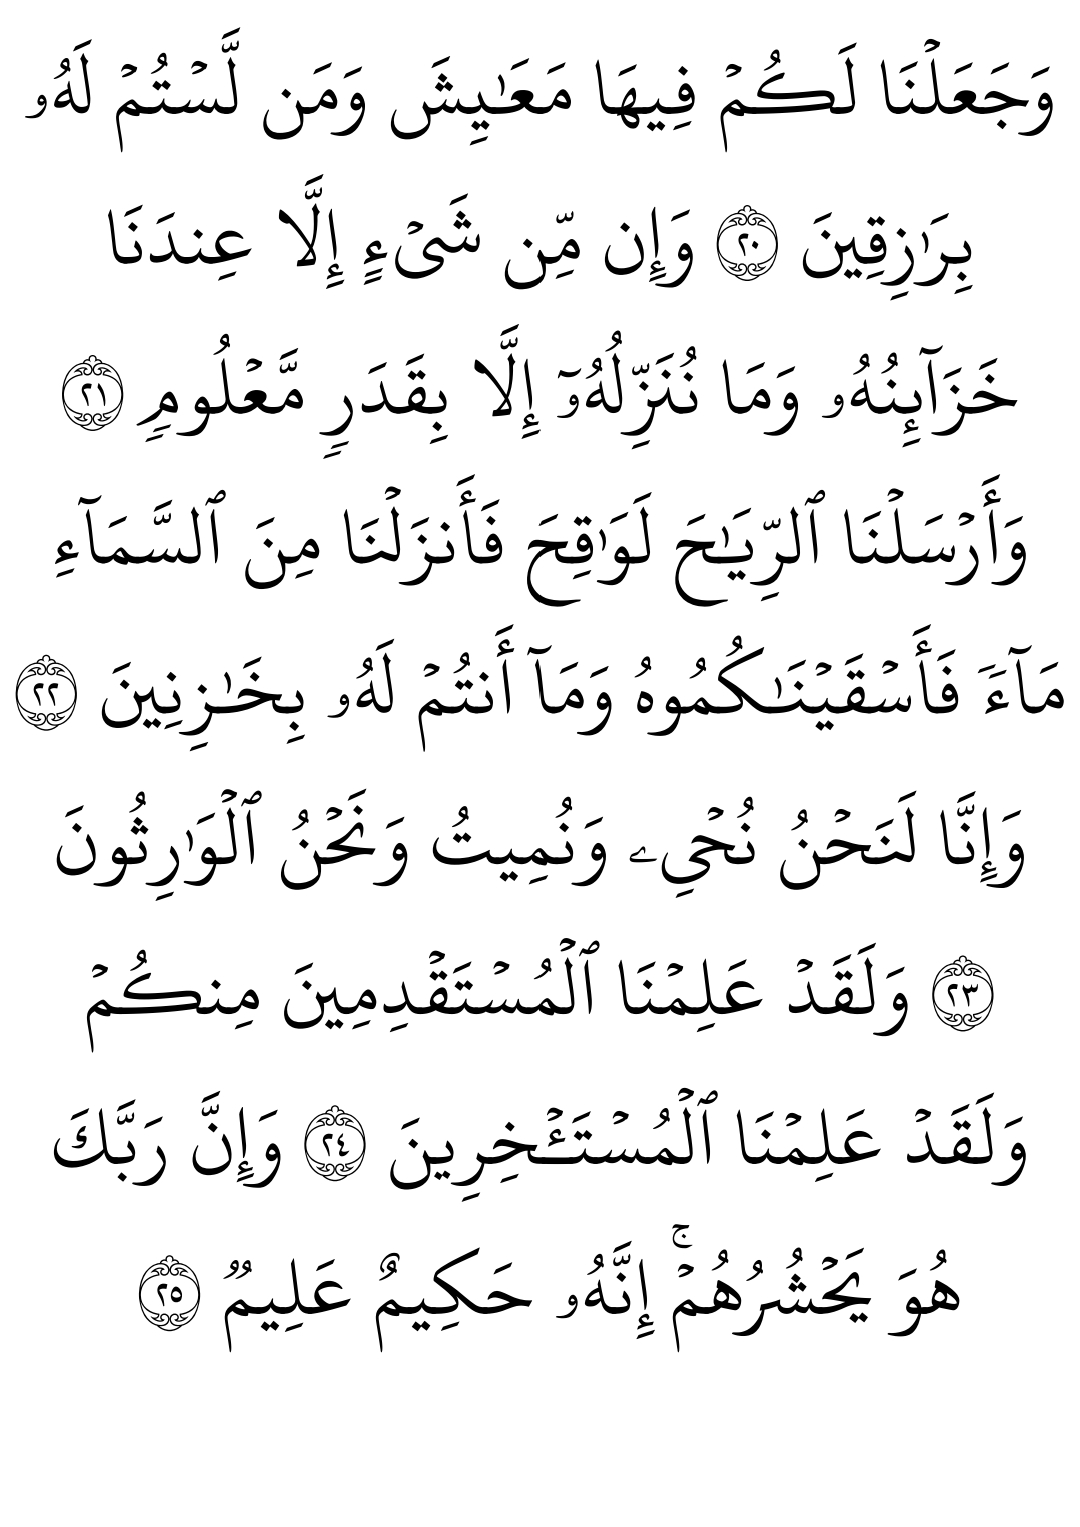 وَجَعَلۡنَا لَكُمۡ فِيهَا مَعَٰيِشَ وَمَن لَّسۡتُمۡ لَهُۥ
بِرَٰزِقِينَ ٢٠ وَإِن مِّن شَيۡءٍ إِلَّا عِندَنَا
خَزَآئِنُهُۥ وَمَا نُنَزِّلُهُۥٓ إِلَّا بِقَدَرٖ مَّعۡلُومٖ ٢١
وَأَرۡسَلۡنَا ٱلرِّيَٰحَ لَوَٰقِحَ فَأَنزَلۡنَا مِنَ ٱلسَّمَآءِ
مَآءَ فَأَسۡقَيۡنَٰكُمُوهُ وَمَآ أَنتُمۡ لَهُۥ بِخَٰزِنِينَ ٢٢
وَإِنَّا لَنَحۡنُ نُحۡيِۦ وَنُمِيتُ وَنَحۡنُ ٱلۡوَٰرِثُونَ
٢٣ وَلَقَدۡ عَلِمۡنَا ٱلۡمُسۡتَقۡدِمِينَ مِنكُمۡ
وَلَقَدۡ عَلِمۡنَا ٱلۡمُسۡتَـٔۡخِرِينَ ٢٤ وَإِنَّ رَبَّكَ
هُوَ يَحۡشُرُهُمۡۚ إِنَّهُۥ حَكِيمٌ عَلِيمٞ ٢٥